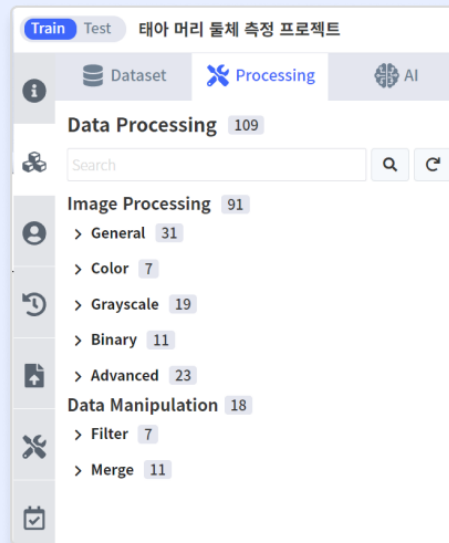 Train Test 태아 머리 둘체 측정 프로젝트
Dataset Processing AI
Data Processing 109
Search
Image Processing 91
General 31
Color 7
Grayscale 19
Binary 11
Advanced 23
Data Manipulation 18
Filter 7
Merge 11